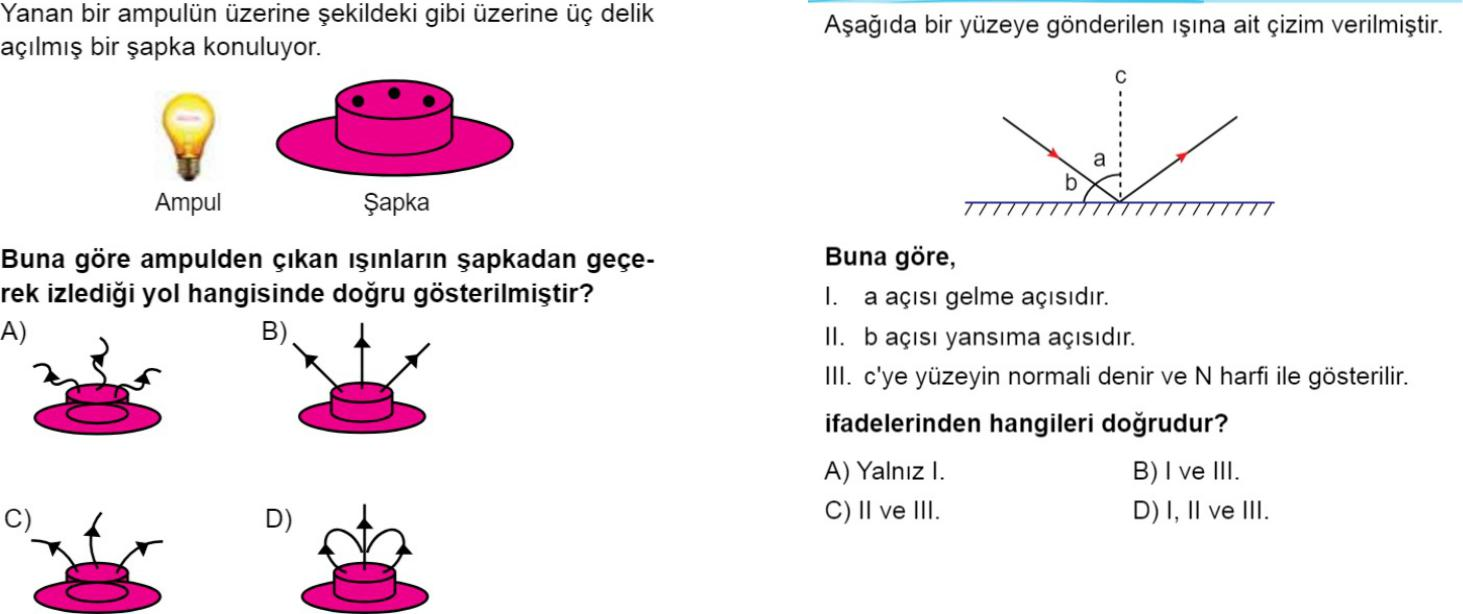 Yanan bir ampulün üzerine şekildeki gibi üzerine üç delik
açılmış bir şapka konuluyor.
Ampul
Şapka
Buna göre ampulden çıkan ışınların şapkadan geçe-
rek izlediği yol hangisinde doğru gösterilmiştir?
A)
B)
C)
D)
Aşağıda bir yüzeye gönderilen ışına ait çizim verilmiştir.
c
a
b
Buna göre,
I. a açısı gelme açısıdır.
II. b açısı yansıma açısıdır.
III. c'ye yüzeyin normali denir ve N harfi ile gösterilir.
ifadelerinden hangileri doğrudur?
A) Yalnız I.
B) I ve III.
C) II ve III.
D) I, II ve III.